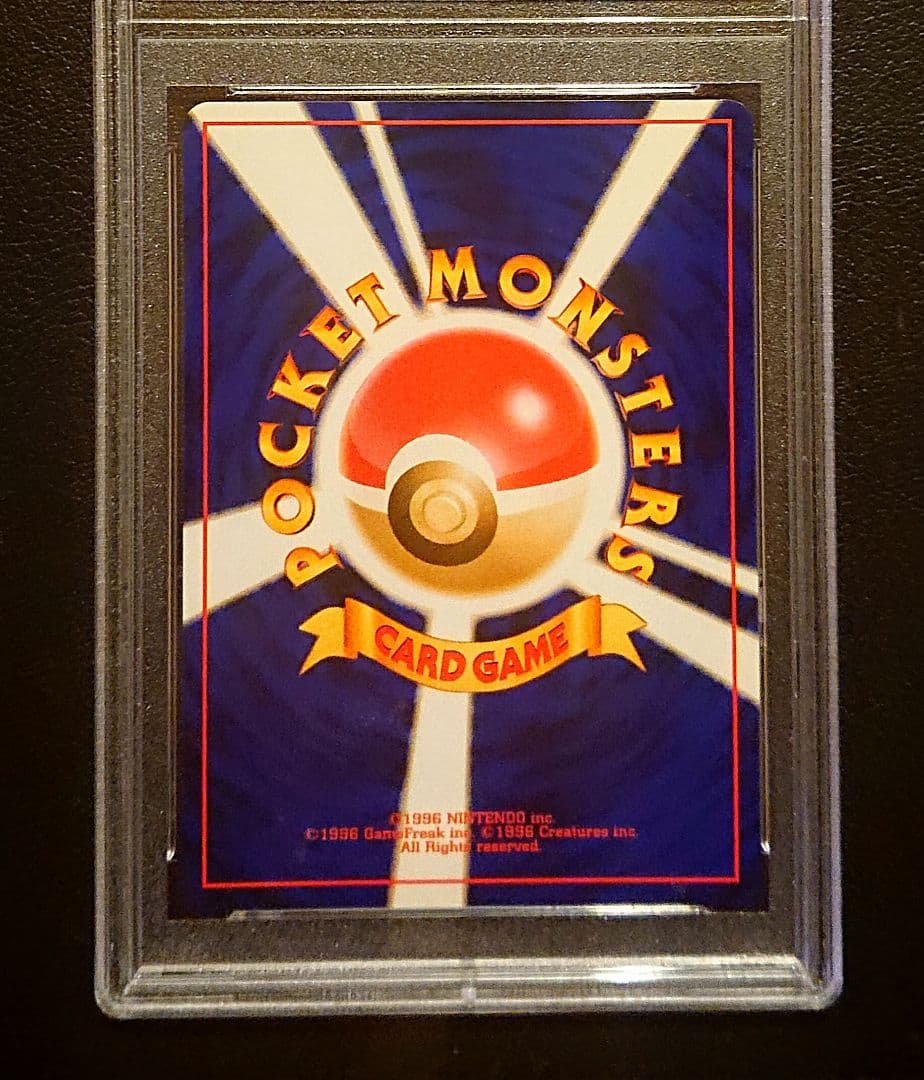 POCKET MONSTERS
CARD GAME
©1996 NINTENDO inc.
©1996 GameFreak inc. ©1996 Creatures inc.
All Rights reserved.